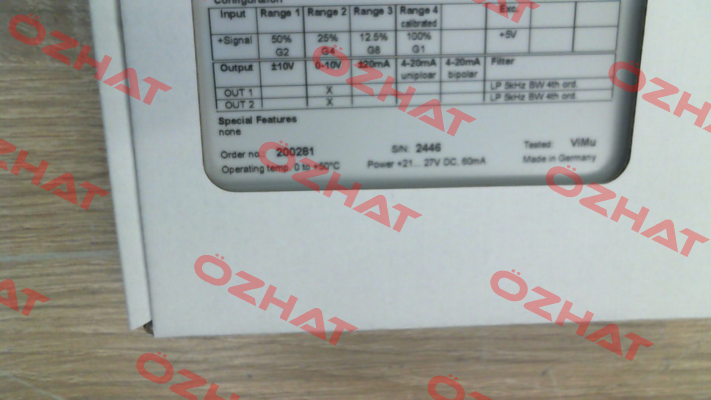 Configuration
Input Range 1 Range 2 Range 3 Range 4 Exc.
calibrated
+Signal 50% 25% 12.5% 100% +5V
G2 G4 G8 G1
Output ±10V 0-10V ±20mA 4-20mA 4-20mA Filter
uniploar bipolar
OUT 1 X LP 5kHz BW 4th ord.
OUT 2 X LP 5kHz BW 4th ord.
Special Features
none
Order no.: 200281 S/N: 2446 Tested: ViMu
Operating temp. 0 to +50°C Power +21... 27V DC, 60mA Made in Germany
ÖZHAT
ÖZHAT
ÖZHAT
ÖZHAT
ÖZHAT
ÖZHAT
ÖZHAT
ÖZHAT
ÖZHAT
ÖZHAT